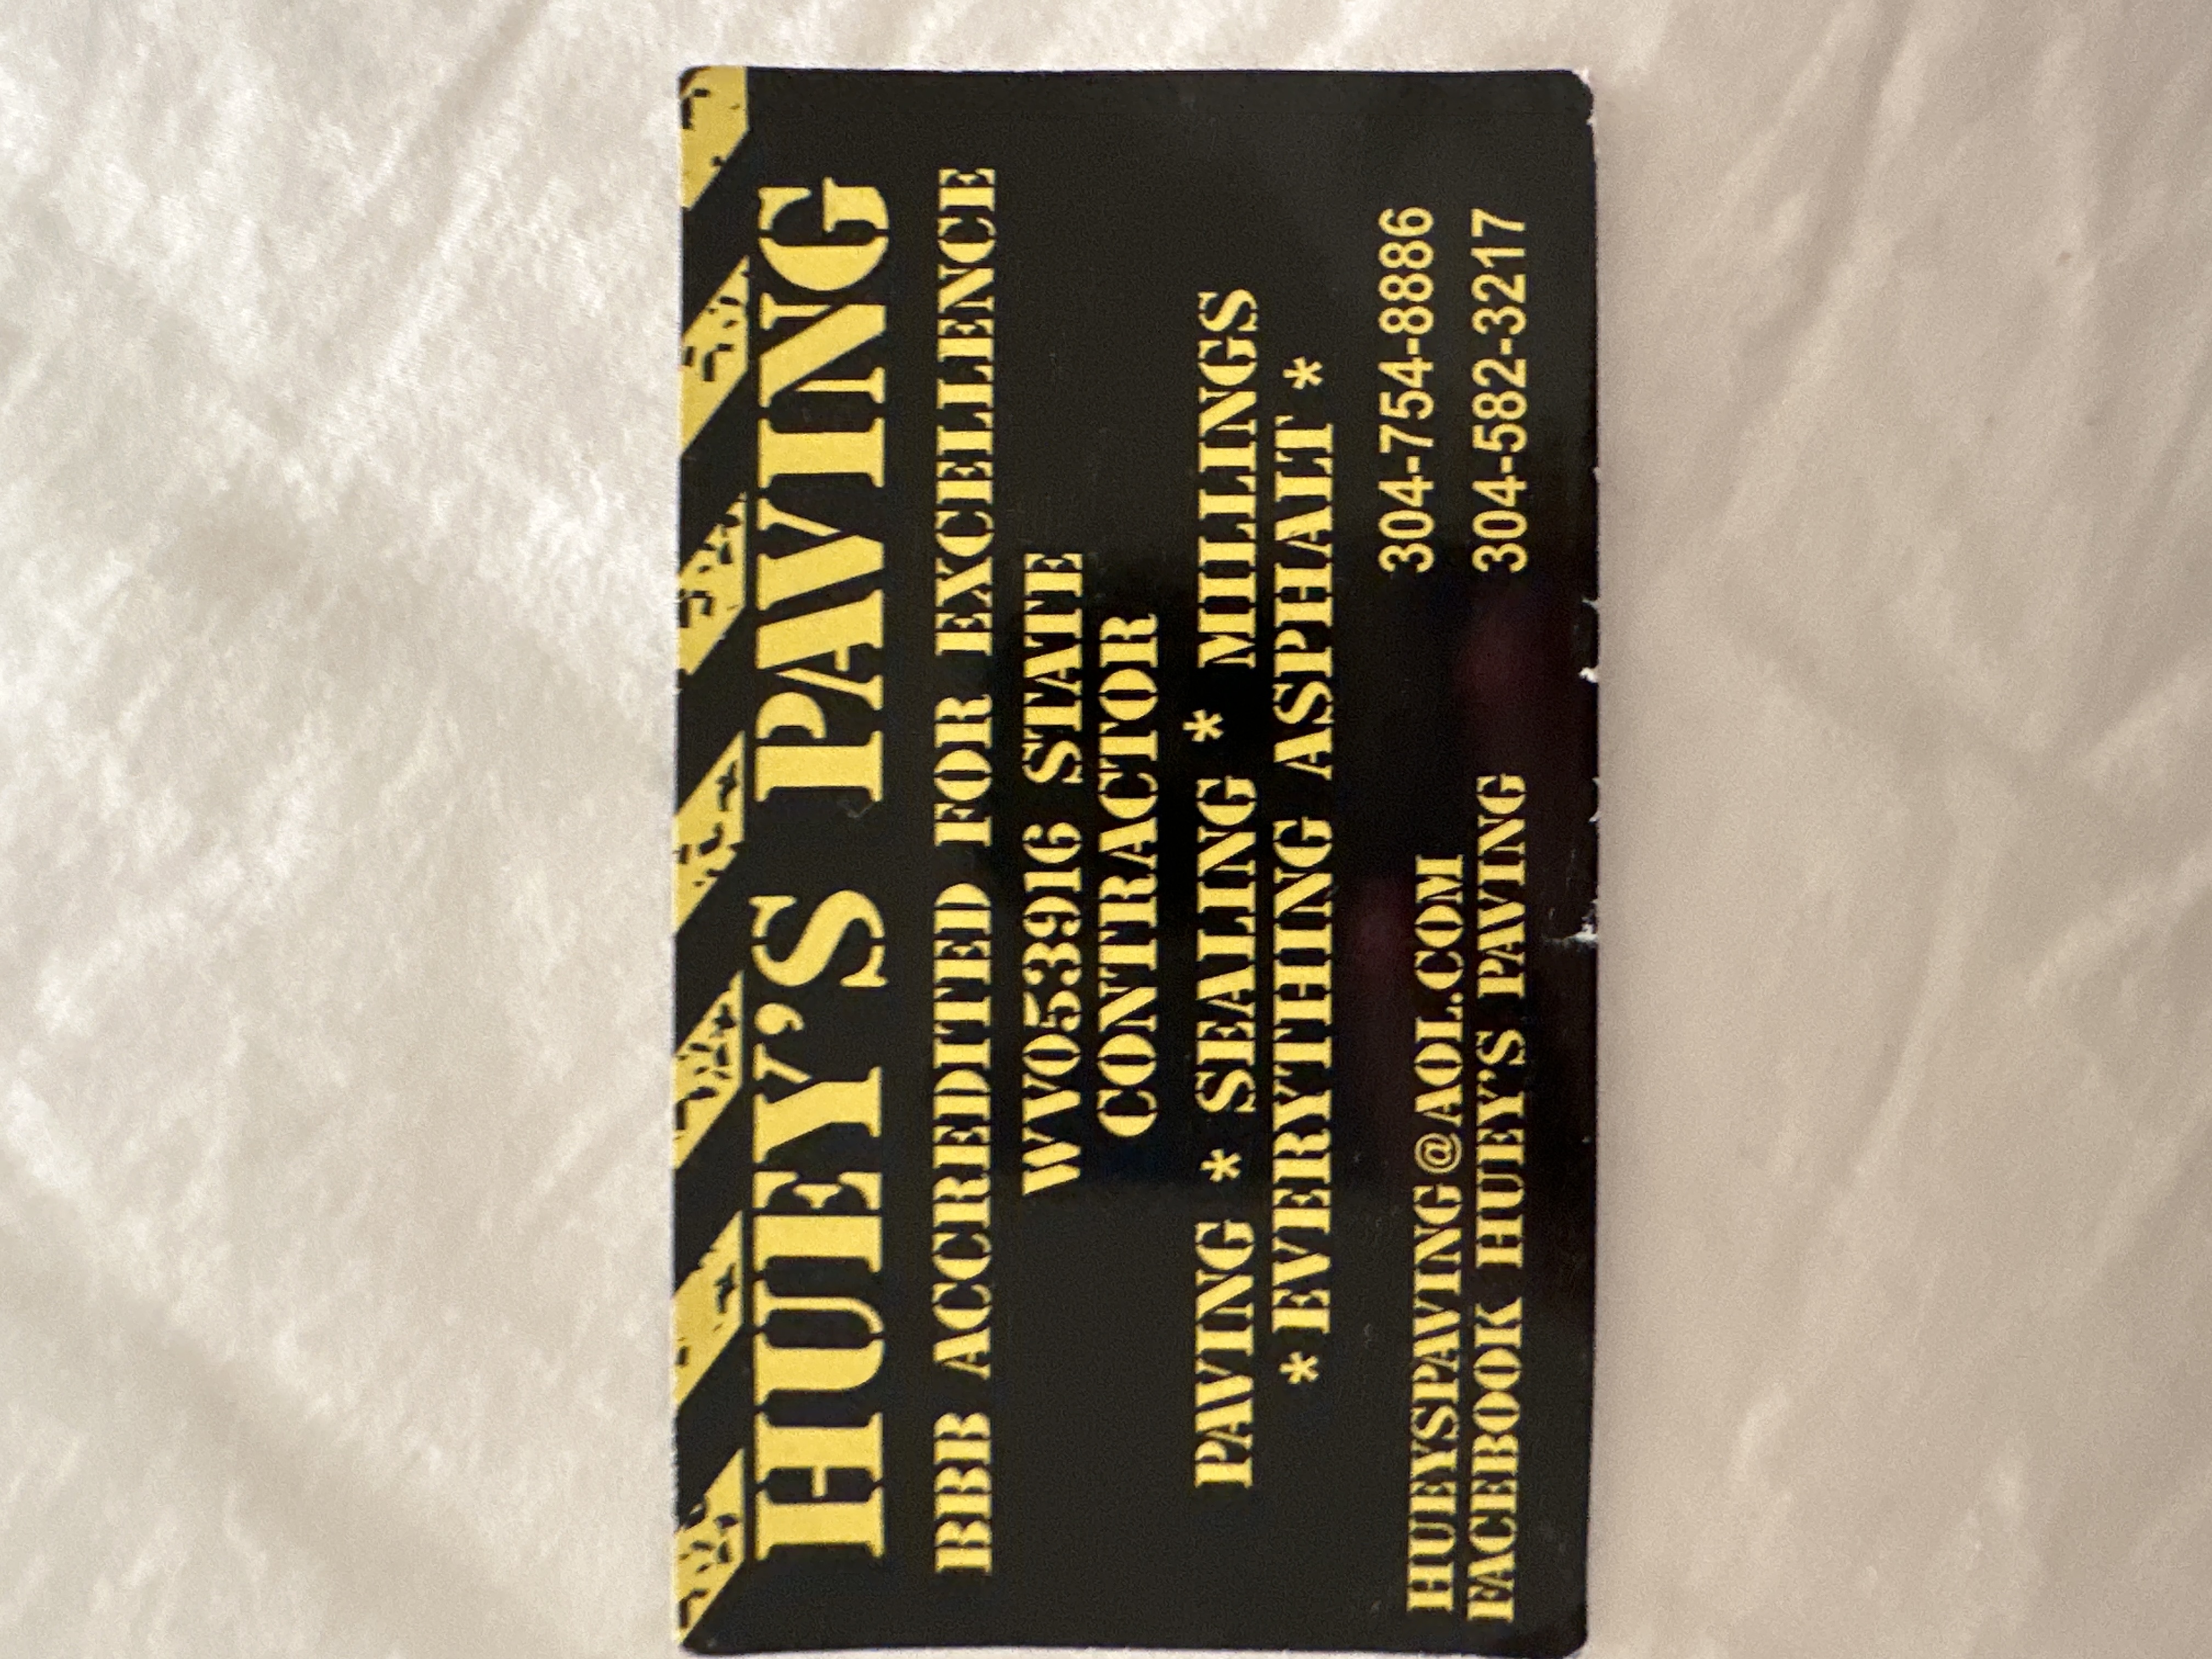 HUEY'S PAVING
BBB ACCREDITED FOR EXCELLENCE
WV053916 STATE
CONTRACTOR
PAVING * SEALING * MILLINGS
* EVERYTHING ASPHALT *
HUEYSPAVING@AOL.COM
FACEBOOK HUEY'S PAVING
304-754-8886
304-582-3217